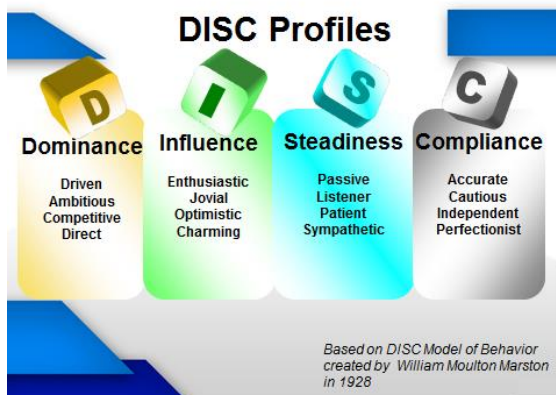 DISC Profiles
D
Dominance
Driven
Ambitious
Competitive
Direct
I
Influence
Enthusiastic
Jovial
Optimistic
Charming
S
Steadiness
Passive
Listener
Patient
Sympathetic
C
Compliance
Accurate
Cautious
Independent
Perfectionist
Based on DISC Model of Behavior
created by William Moulton Marston
in 1928